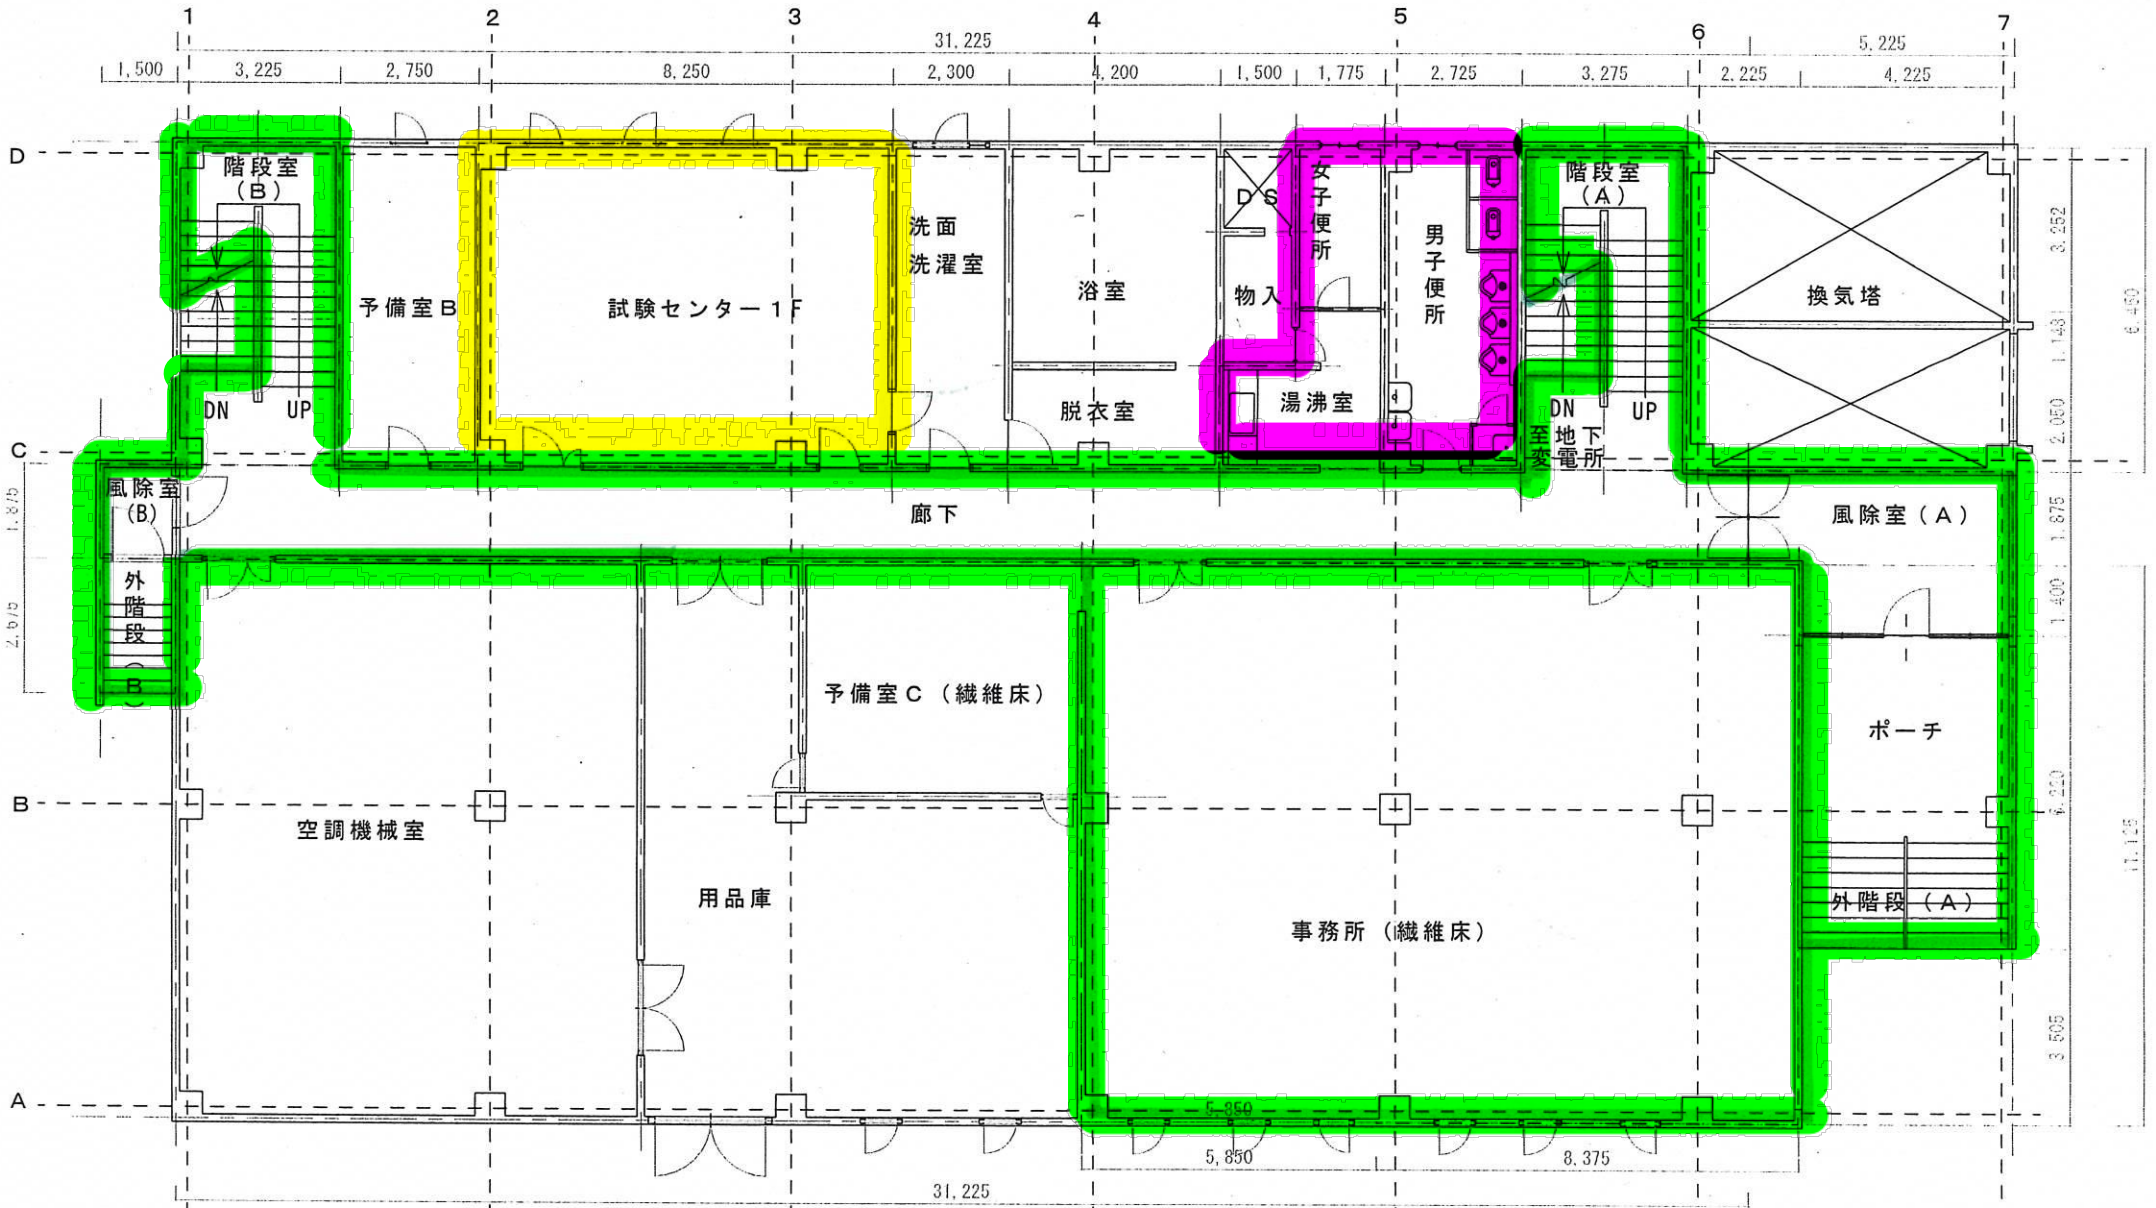 1 2 3 4 5 6 7
31,225 5,225
1,500 3,225 2,750 8,250 2,300 4,200 1,500 1,775 2,725 3,275 2,225 4,225
D
階段室
(B)
予備室B
試験センター1F
洗面
洗濯室
浴室
脱衣室
DS
物入
女子便所
男子便所
湯沸室
階段室
(A)
換気塔
3,252
6,450
2,050
DN UP
DN UP
至地下
変電所
C
風除室
(B)
1,875
廊下
風除室(A)
1,875
外階段(B)
2,675
1,400
予備室C(繊維床)
ポーチ
B
空調機械室
6,220
17,125
用品庫
外階段(A)
事務所(繊維床)
3,505
A
5,850
5,850 8,375
31,225